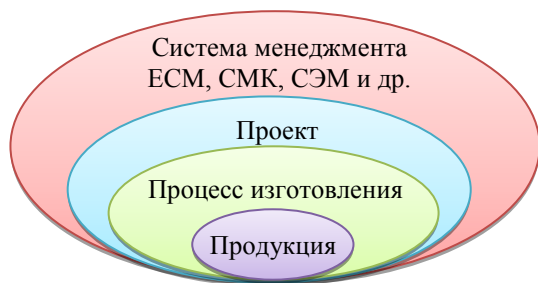 Система менеджмента
ЕСМ, СМК, СЭМ и др.
Проект
Процесс изготовления
Продукция